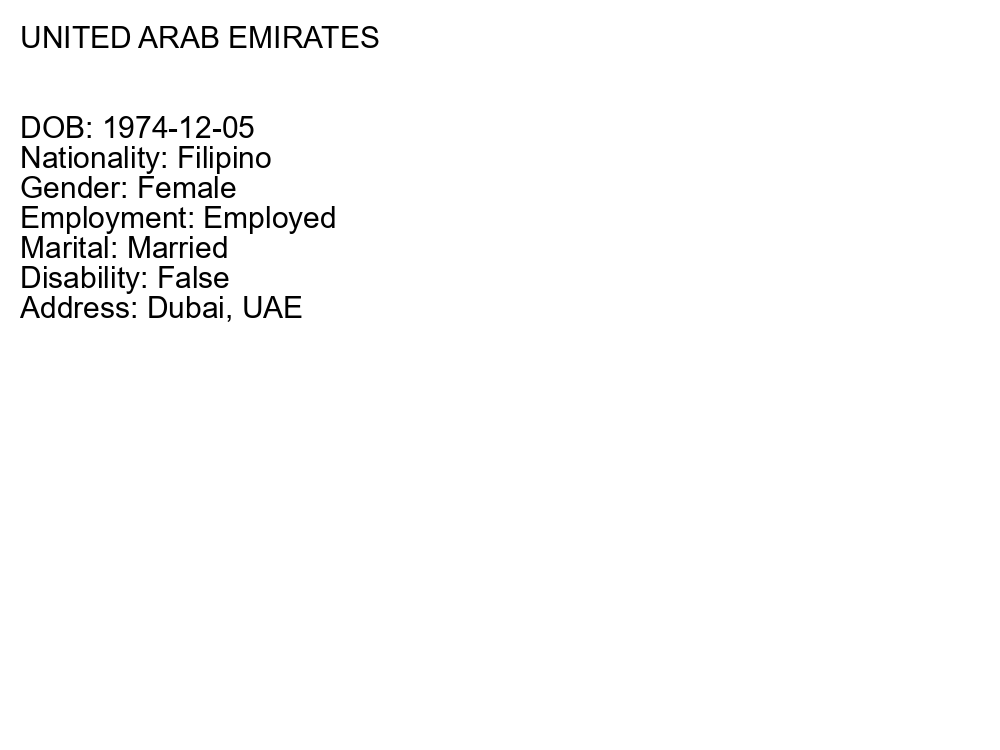 UNITED ARAB EMIRATES
DOB: 1974-12-05
Nationality: Filipino
Gender: Female
Employment: Employed
Marital: Married
Disability: False
Address: Dubai, UAE